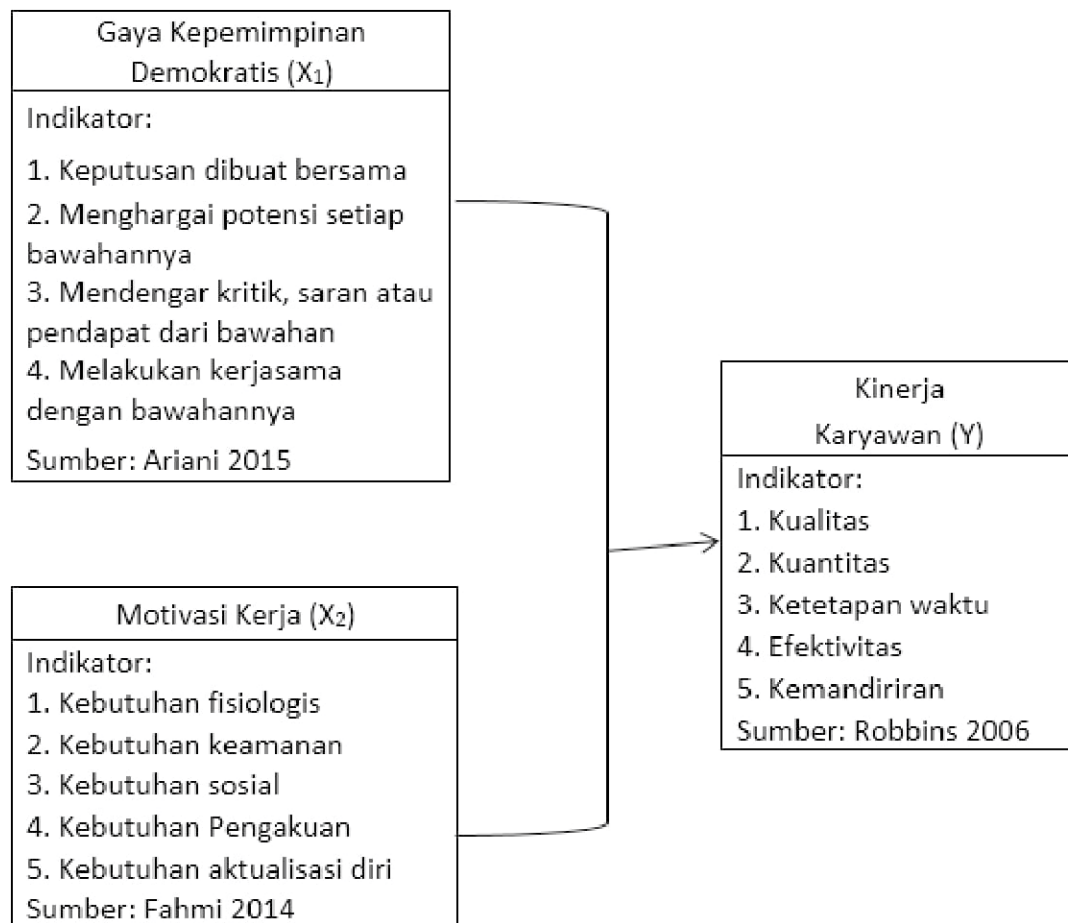 Gaya Kepemimpinan
Demokratis (X₁)
Indikator:
1. Keputusan dibuat bersama
2. Menghargai potensi setiap
bawahannya
3. Mendengar kritik, saran atau
pendapat dari bawahan
4. Melakukan kerjasama
dengan bawahannya
Sumber: Ariani 2015
Motivasi Kerja (X₂)
Indikator:
1. Kebutuhan fisiologis
2. Kebutuhan keamanan
3. Kebutuhan sosial
4. Kebutuhan Pengakuan
5. Kebutuhan aktualisasi diri
Sumber: Fahmi 2014
Kinerja
Karyawan (Y)
Indikator:
1. Kualitas
2. Kuantitas
3. Ketetapan waktu
4. Efektivitas
5. Kemandiriran
Sumber: Robbins 2006